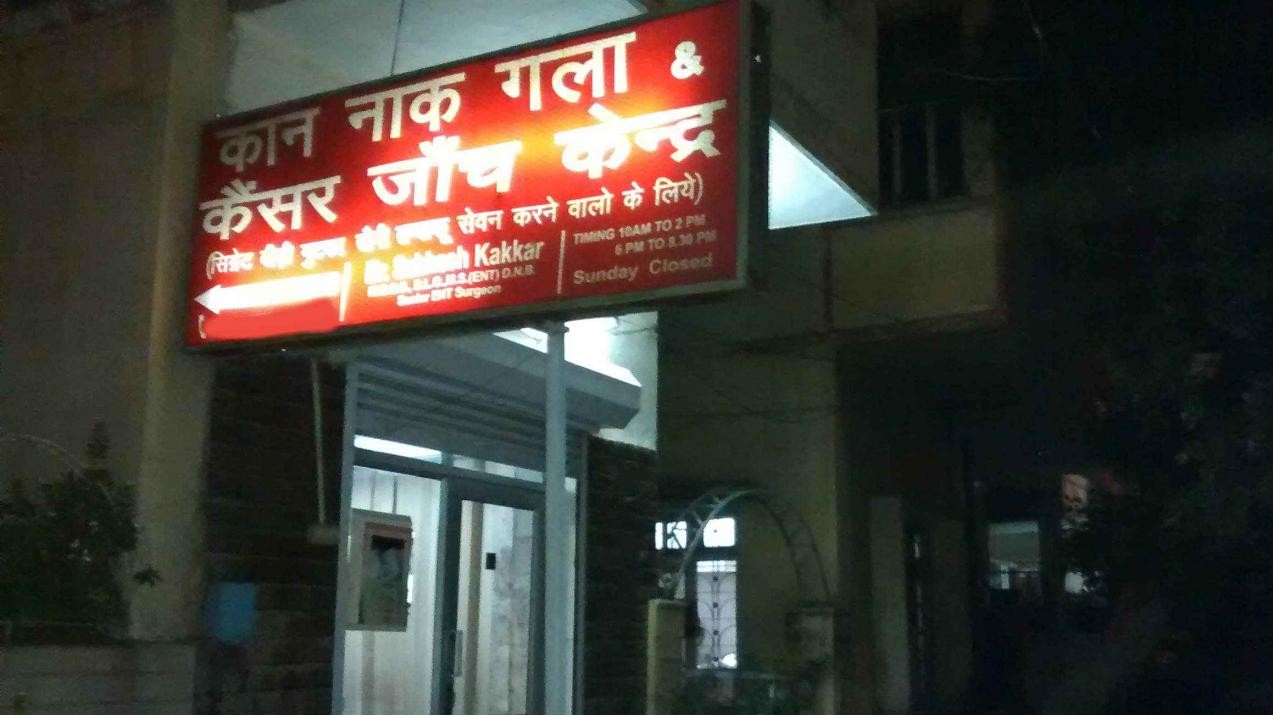 कान नाक गला &
कैंसर जाँच केन्द्र
(सिग्रेट बीड़ी सेवन करने वालो के लिये)
Kakkar
D.N.B.
Senior ENT Surgeon
TIMING 10AM TO 2 PM
6 PM TO 8.30 PM
Sunday Closed